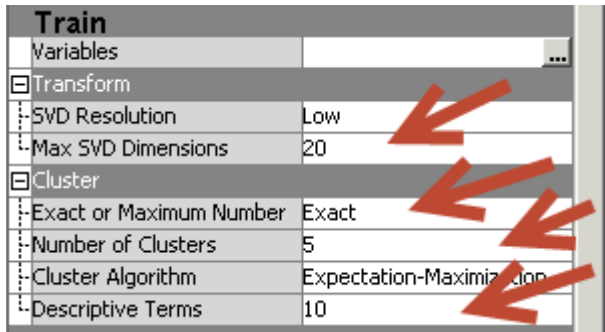 Train
Variables ...
Transform
SVD Resolution Low
Max SVD Dimensions 20
Cluster
Exact or Maximum Number Exact
Number of Clusters 5
Cluster Algorithm Expectation-Maximization
Descriptive Terms 10